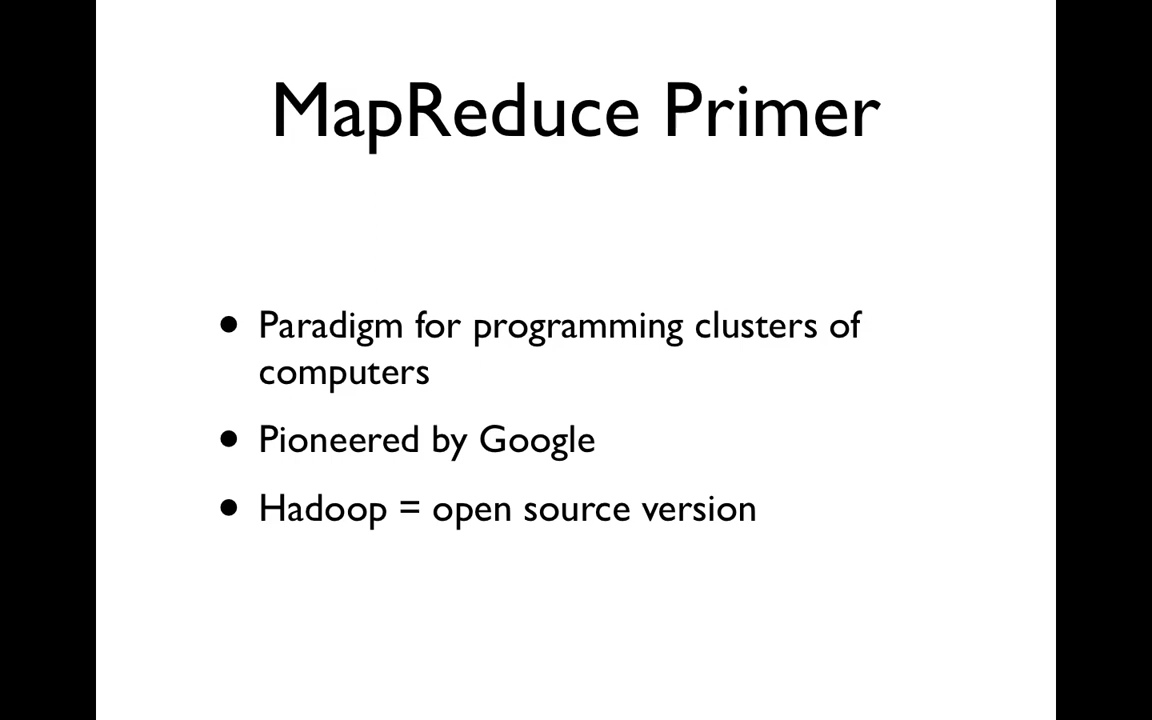 MapReduce Primer
• Paradigm for programming clusters of
computers
• Pioneered by Google
• Hadoop = open source version